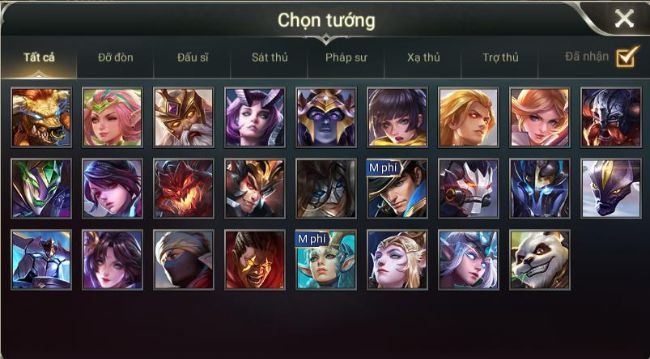 Chọn tướng
Tất cả Đỡ đòn Đấu sĩ Sát thủ Pháp sư Xạ thủ Trợ thủ Đã nhận
M phí
M phí